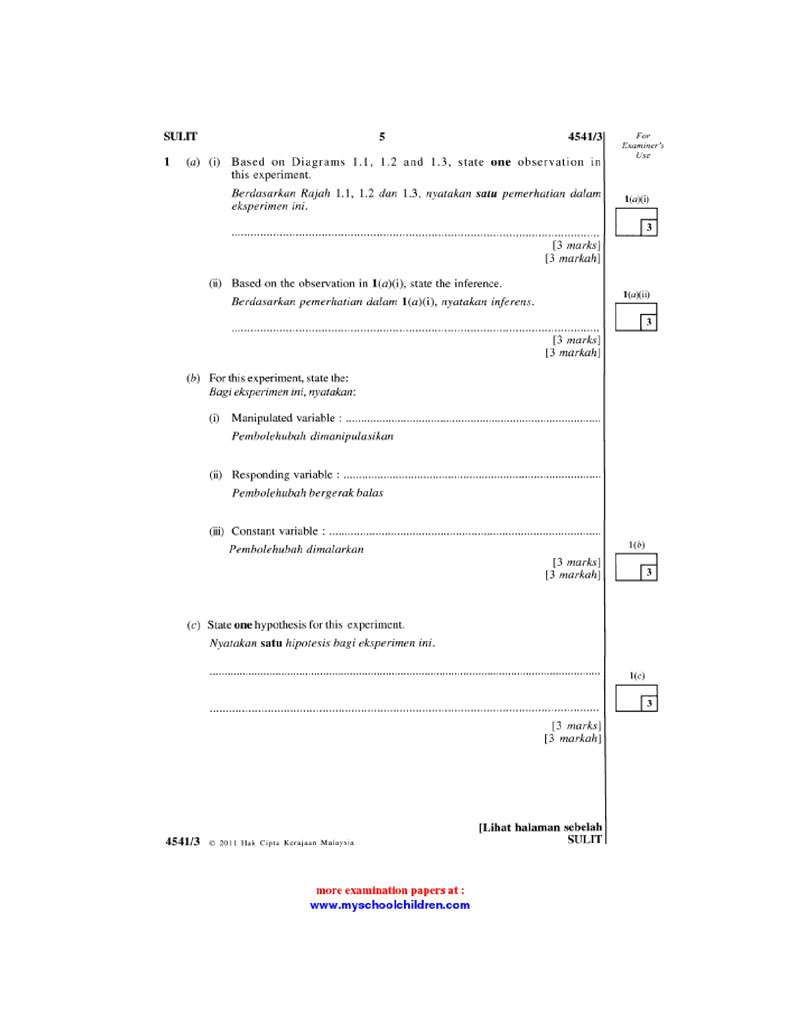 SULIT 5 4541/3
For
Examiner's
Use
1 (a) (i) Based on Diagrams 1.1, 1.2 and 1.3, state one observation in
this experiment.
Berdasarkan Rajah 1.1, 1.2 dan 1.3, nyatakan satu pemerhatian dalam
eksperimen ini.
1(a)(i)
3
[3 marks]
[3 markah]
(ii) Based on the observation in 1(a)(i), state the inference.
Berdasarkan pemerhatian dalam 1(a)(i), nyatakan inferens.
1(a)(ii)
3
[3 marks]
[3 markah]
(b) For this experiment, state the:
Bagi eksperimen ini, nyatakan:
(i) Manipulated variable : ........................................
Pembolehubah dimanipulasikan
(ii) Responding variable : ........................................
Pembolehubah bergerak balas
(iii) Constant variable : ........................................
Pembolehubah dimalarkan
[3 marks]
[3 markah]
1(b)
3
(c) State one hypothesis for this experiment.
Nyatakan satu hipotesis bagi eksperimen ini.
1(c)
3
[3 marks]
[3 markah]
[Lihat halaman sebelah
4541/3 © 2011 Hak Cipta Kerajaan Malaysia SULIT
more examination papers at :
www.myschoolchildren.com